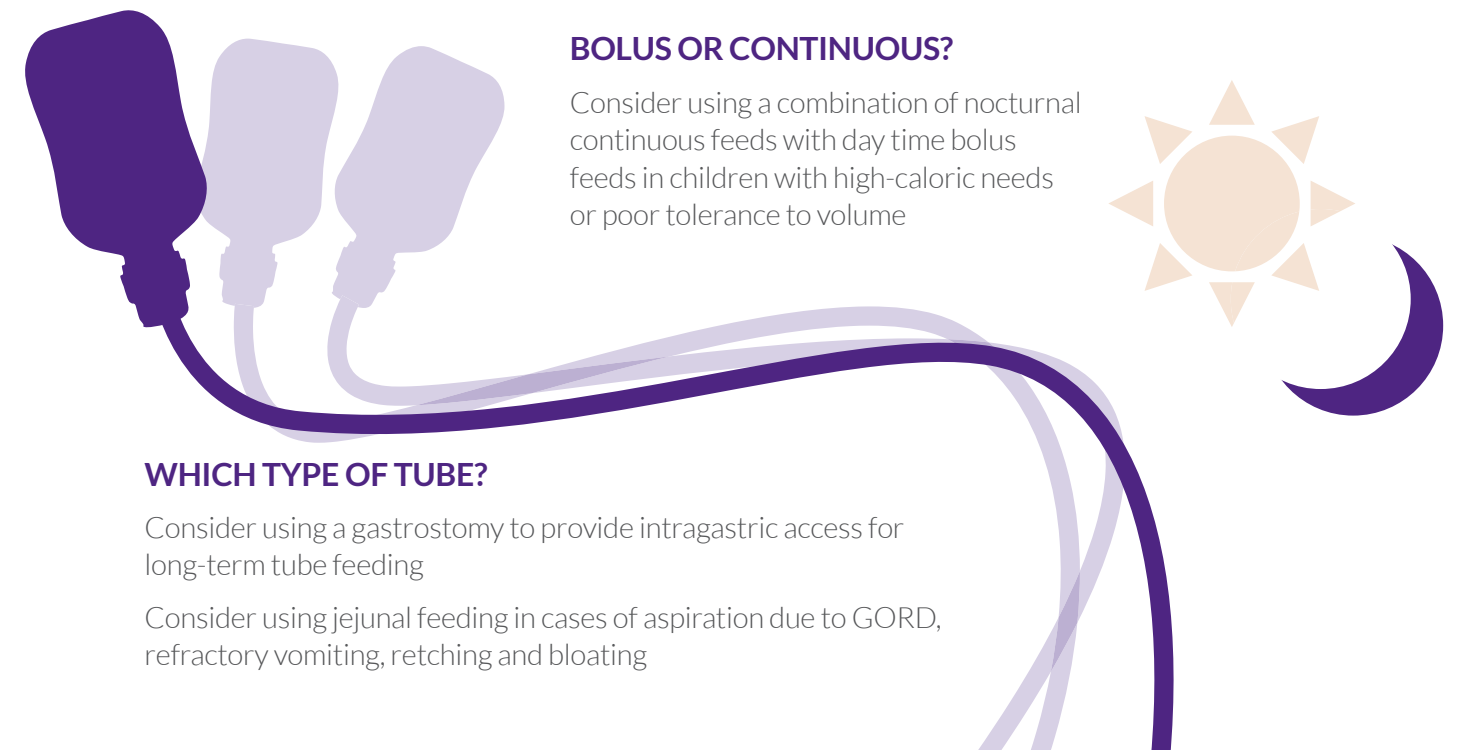 BOLUS OR CONTINUOUS?
Consider using a combination of nocturnal
continuous feeds with day time bolus
feeds in children with high-caloric needs
or poor tolerance to volume
WHICH TYPE OF TUBE?
Consider using a gastrostomy to provide intragastric access for
long-term tube feeding
Consider using jejunal feeding in cases of aspiration due to GORD,
refractory vomiting, retching and bloating